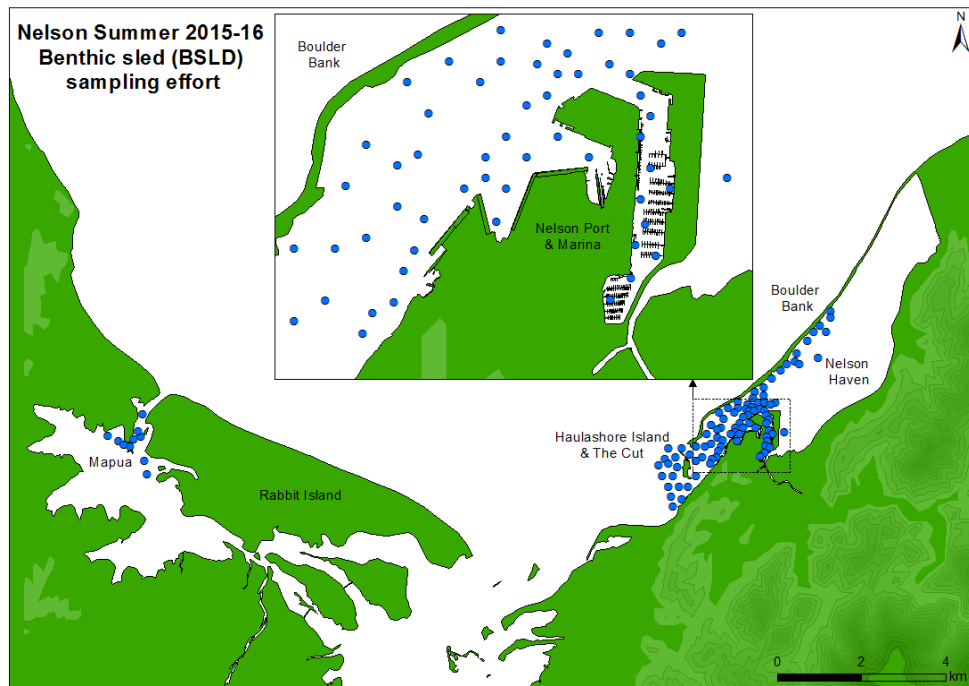 Nelson Summer 2015-16
Benthic sled (BSLD)
sampling effort
Boulder
Bank
N
Nelson Port
& Marina
Boulder
Bank
Nelson
Haven
Haulashore Island
& The Cut
Mapua
Rabbit Island
0 2 4
km